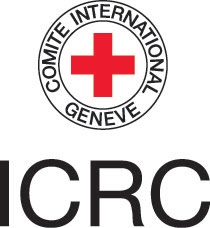 COMITE INTERNATIONAL
GENEVE
ICRC